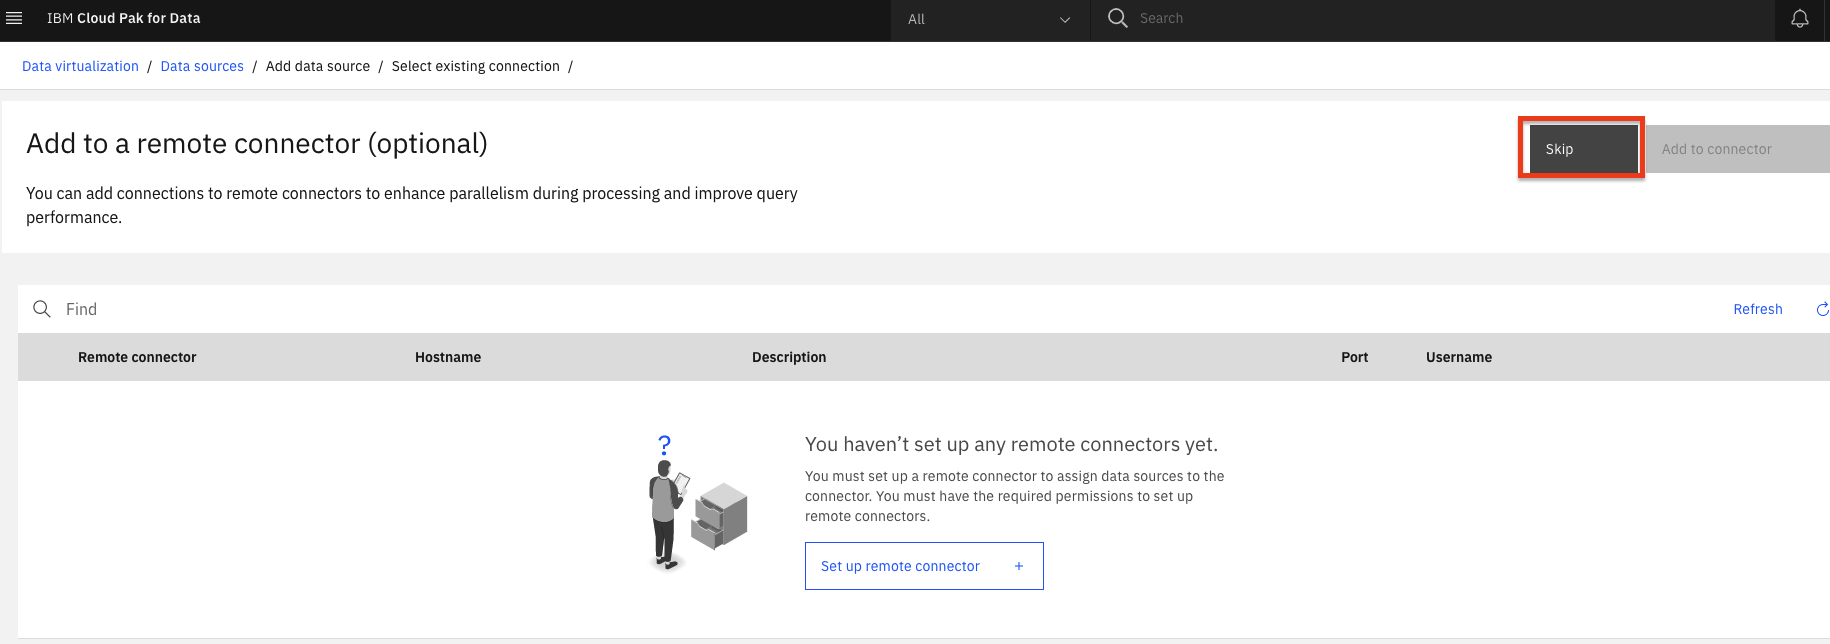 IBM Cloud Pak for Data
All
Search
Data virtualization / Data sources / Add data source / Select existing connection /
Add to a remote connector (optional)
Skip
Add to connector
You can add connections to remote connectors to enhance parallelism during processing and improve query
performance.
Find
Refresh
Remote connector Hostname Description Port Username
?
You haven’t set up any remote connectors yet.
You must set up a remote connector to assign data sources to the
connector. You must have the required permissions to set up
remote connectors.
Set up remote connector +